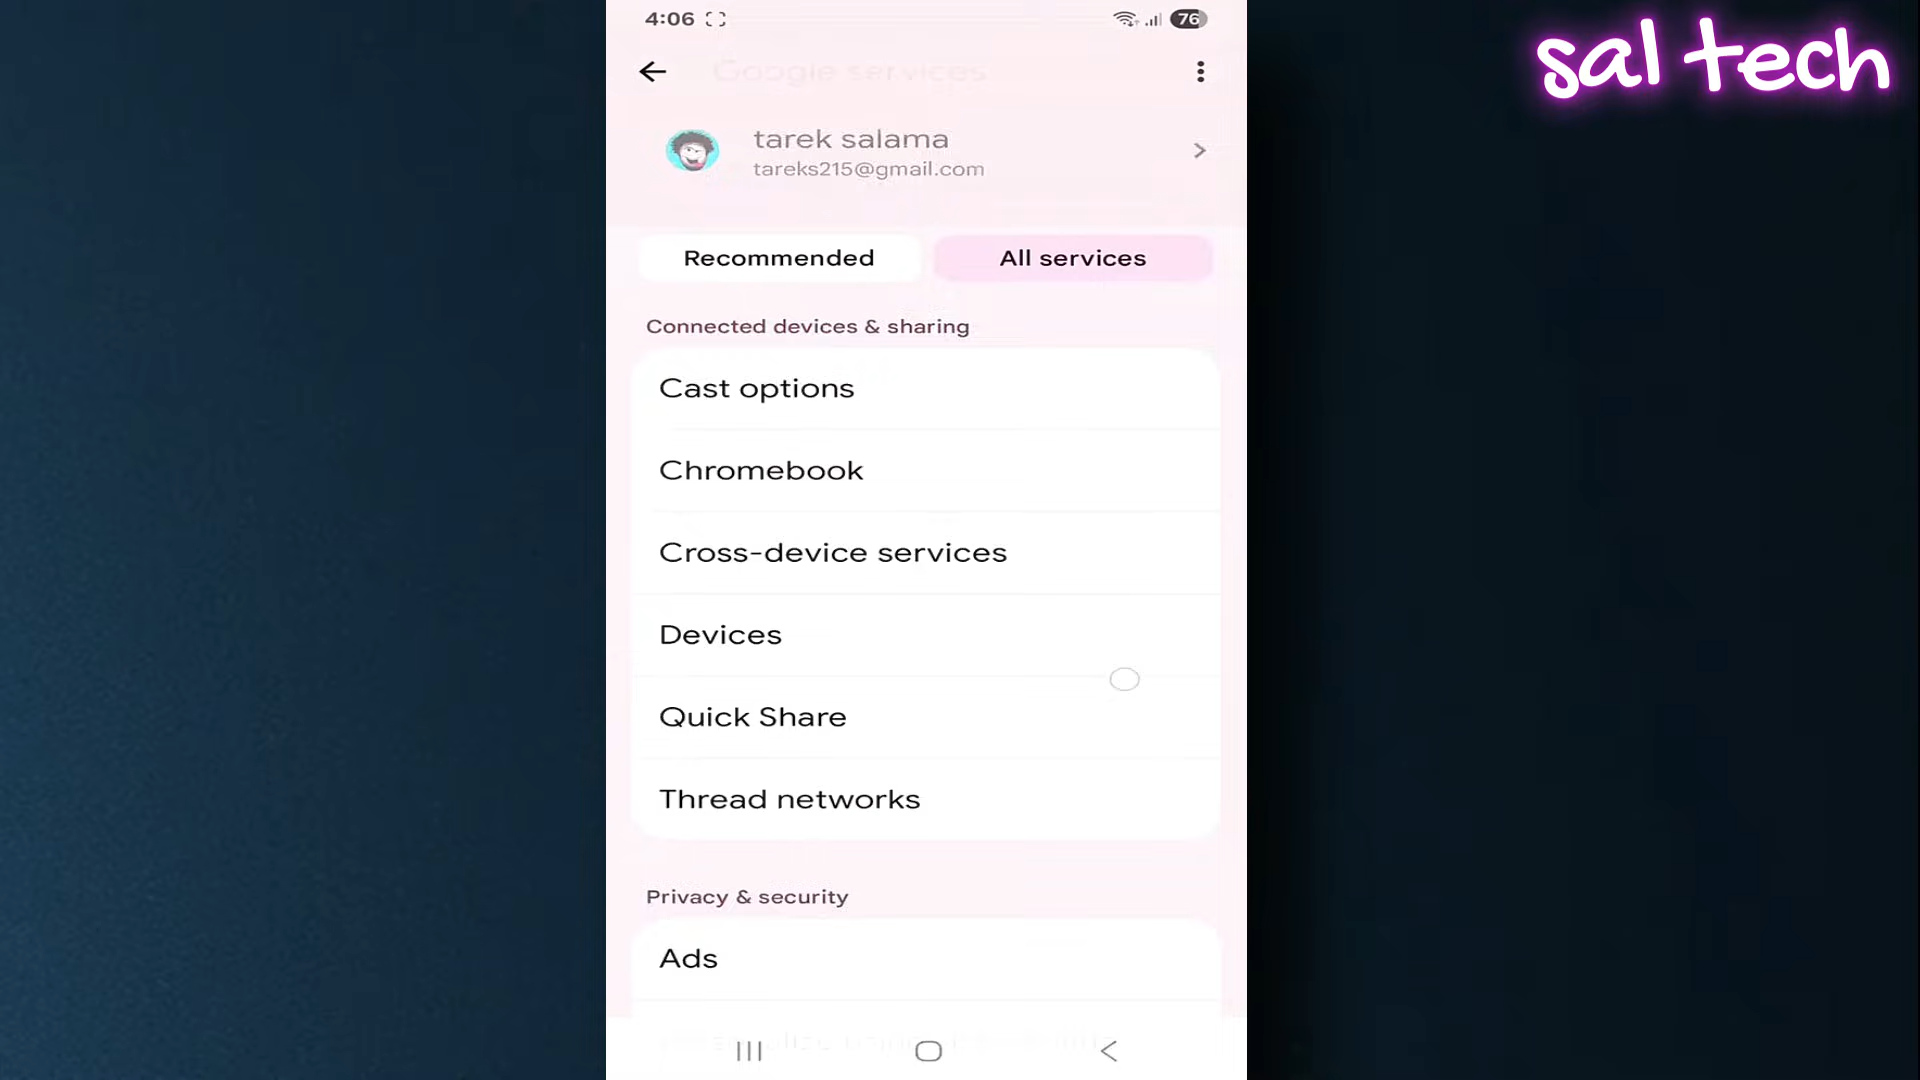 sal tech
4:06
76
Google services
tarek salama
tareks215@gmail.com
Recommended
All services
Connected devices & sharing
Cast options
Chromebook
Cross-device services
Devices
Quick Share
Thread networks
Privacy & security
Ads